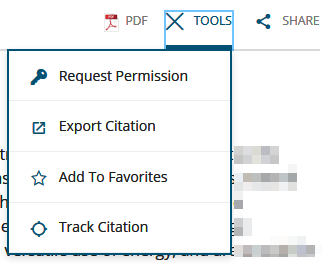 PDF TOOLS SHARE
Request Permission
Export Citation
Add To Favorites
Track Citation